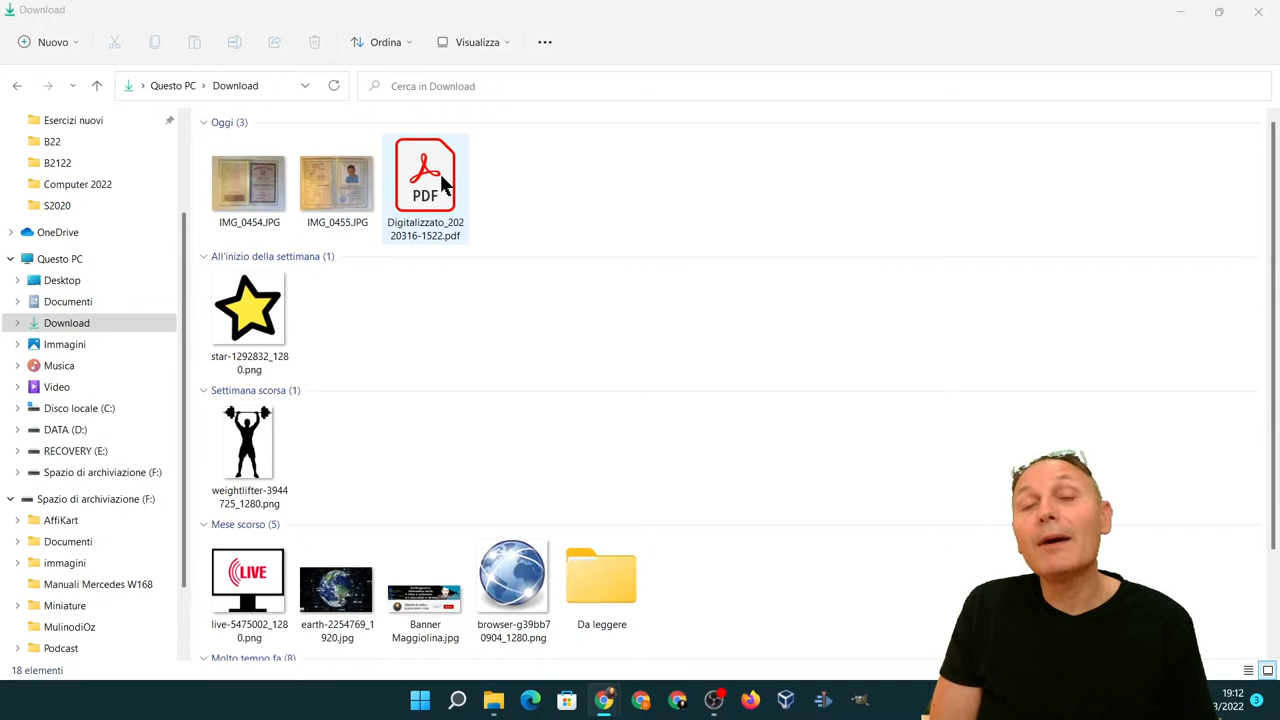 Download
Nuovo
Ordina
Visualizza
Questo PC
Download
Cerca in Download
Esercizi nuovi
B22
B2122
Computer 2022
S2020
OneDrive
Questo PC
Desktop
Documenti
Download
Immagini
Musica
Video
Disco locale (C:)
DATA (D:)
RECOVERY (E:)
Spazio di archiviazione (F:)
Spazio di archiviazione (F:)
AffiKart
Documenti
immagini
Manuali Mercedes W168
Miniature
MulinodiOz
Podcast
Oggi (3)
IMG_0454.JPG
IMG_0455.JPG
PDF
Digitalizzato_202
20316-1522.pdf
All'inizio della settimana (1)
star-1292832_128
0.png
Settimana scorsa (1)
weightlifter-3944
725_1280.png
Mese scorso (5)
LIVE
live-5475002_128
0.png
earth-2254769_1
920.jpg
Banner
Maggiolina.jpg
browser-g39bb7
0904_1280.png
Da leggere
Molto tempo fa (8)
18 elementi
19:12
3/2022
3